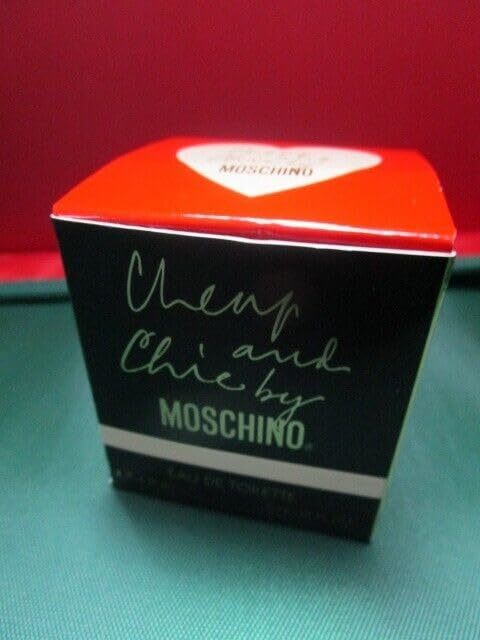 MOSCHINO
Cheap
and
Chic by
MOSCHINO®
EAU DE TOILETTE